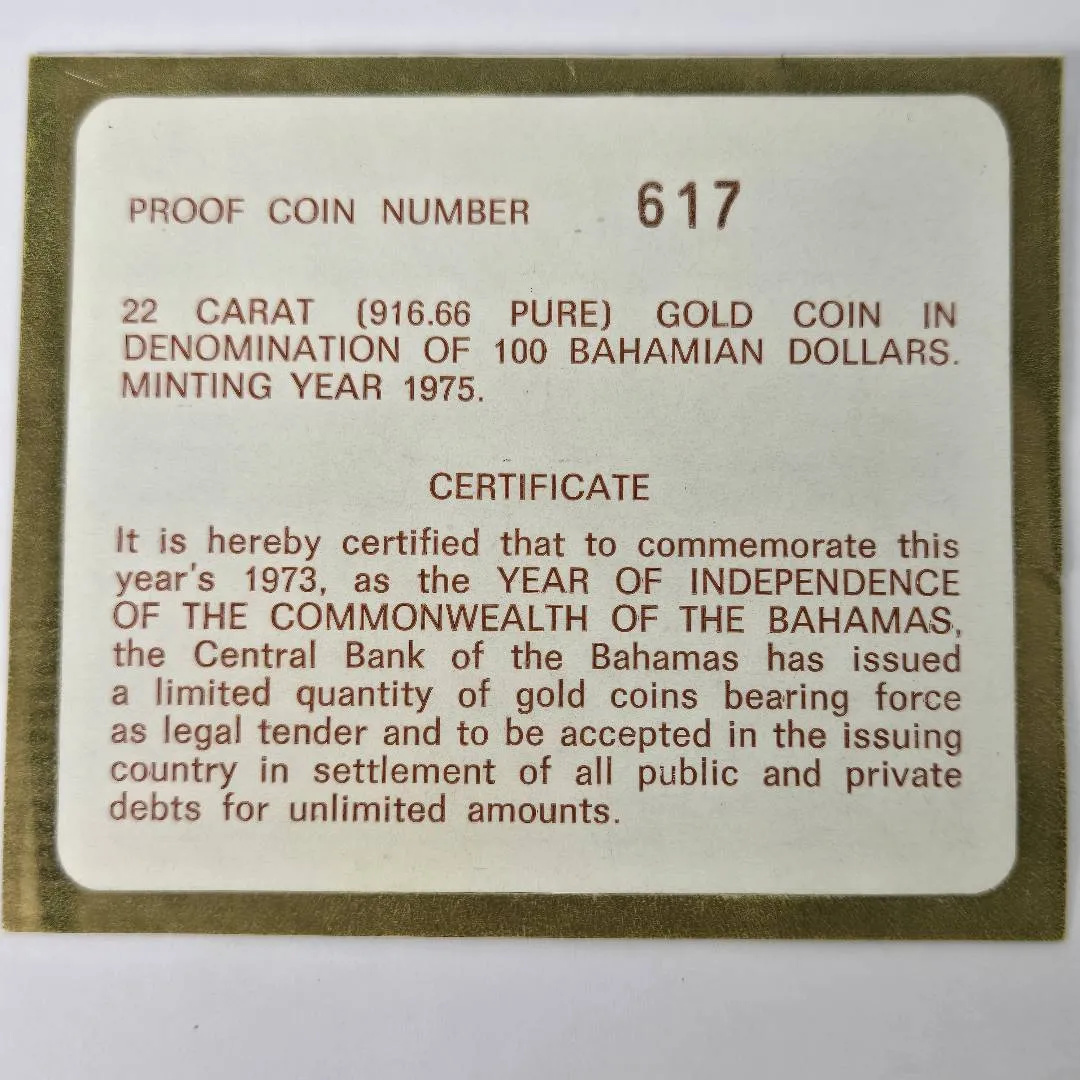 PROOF COIN NUMBER 617
22 CARAT (916.66 PURE) GOLD COIN IN
DENOMINATION OF 100 BAHAMIAN DOLLARS.
MINTING YEAR 1975.
CERTIFICATE
It is hereby certified that to commemorate this
year's 1973, as the YEAR OF INDEPENDENCE
OF THE COMMONWEALTH OF THE BAHAMAS,
the Central Bank of the Bahamas has issued
a limited quantity of gold coins bearing force
as legal tender and to be accepted in the issuing
country in settlement of all public and private
debts for unlimited amounts.